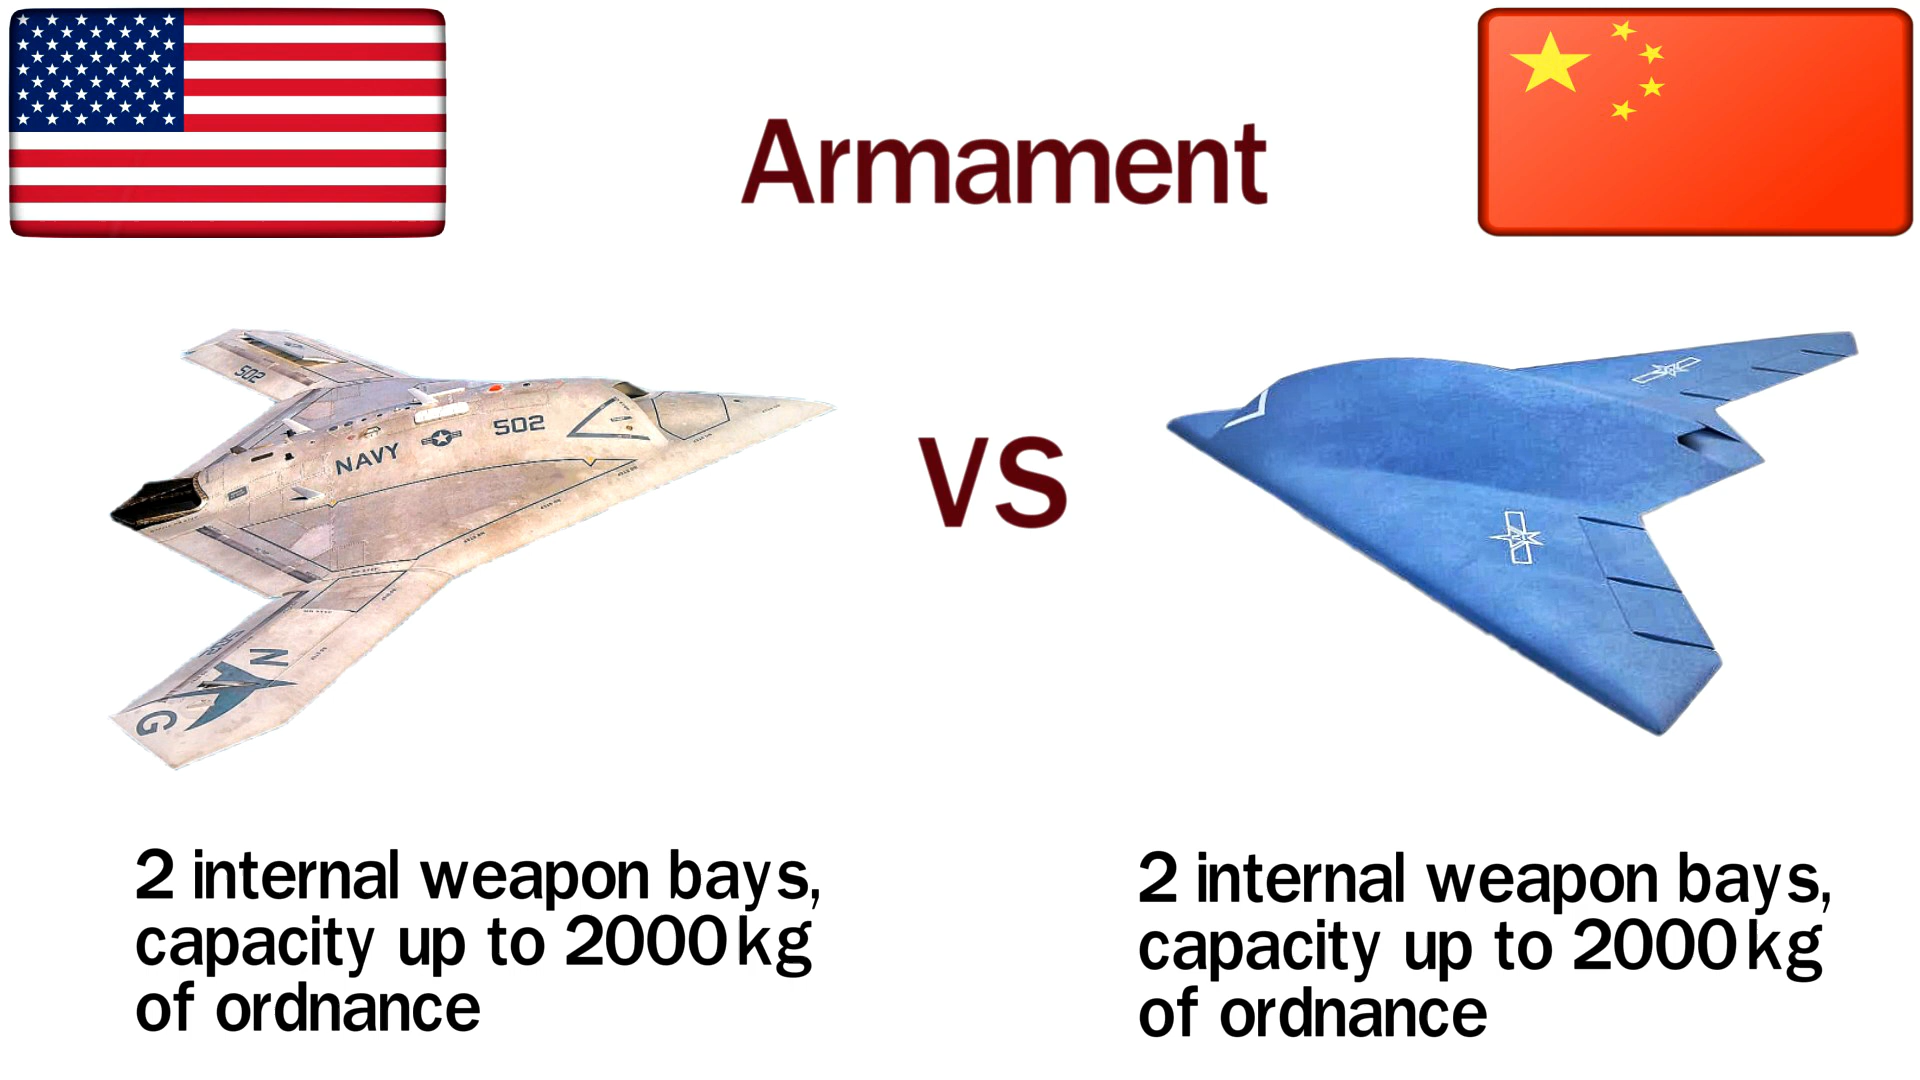 Armament
502
NAVY
502
VS
N
G
2 internal weapon bays,
capacity up to 2000kg
of ordnance
2 internal weapon bays,
capacity up to 2000kg
of ordnance